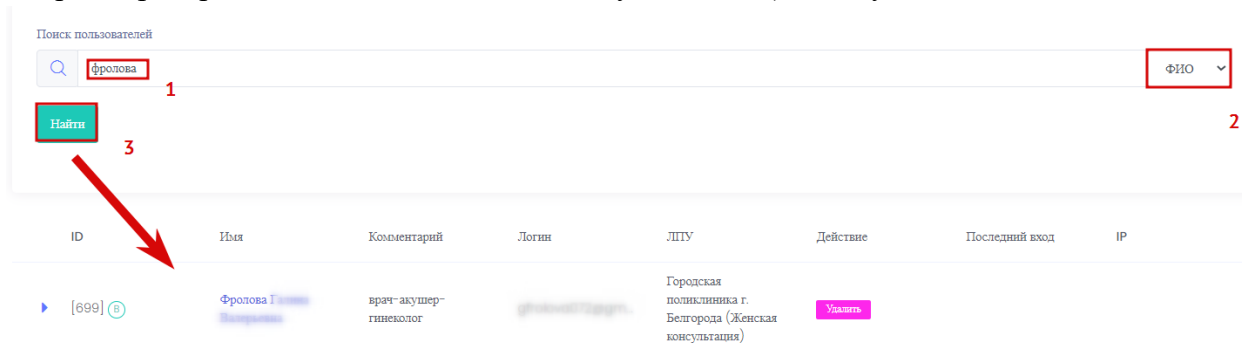 Поиск пользователей
фролова
ФИО
1
2
Найти
3
ID Имя Комментарий Логин ЛПУ Действие Последний вход IP
[699] B Фролова
врач-акушер-
гинеколог
Городская
поликлиника г.
Белгорода (Женская
консультация)
Удалить